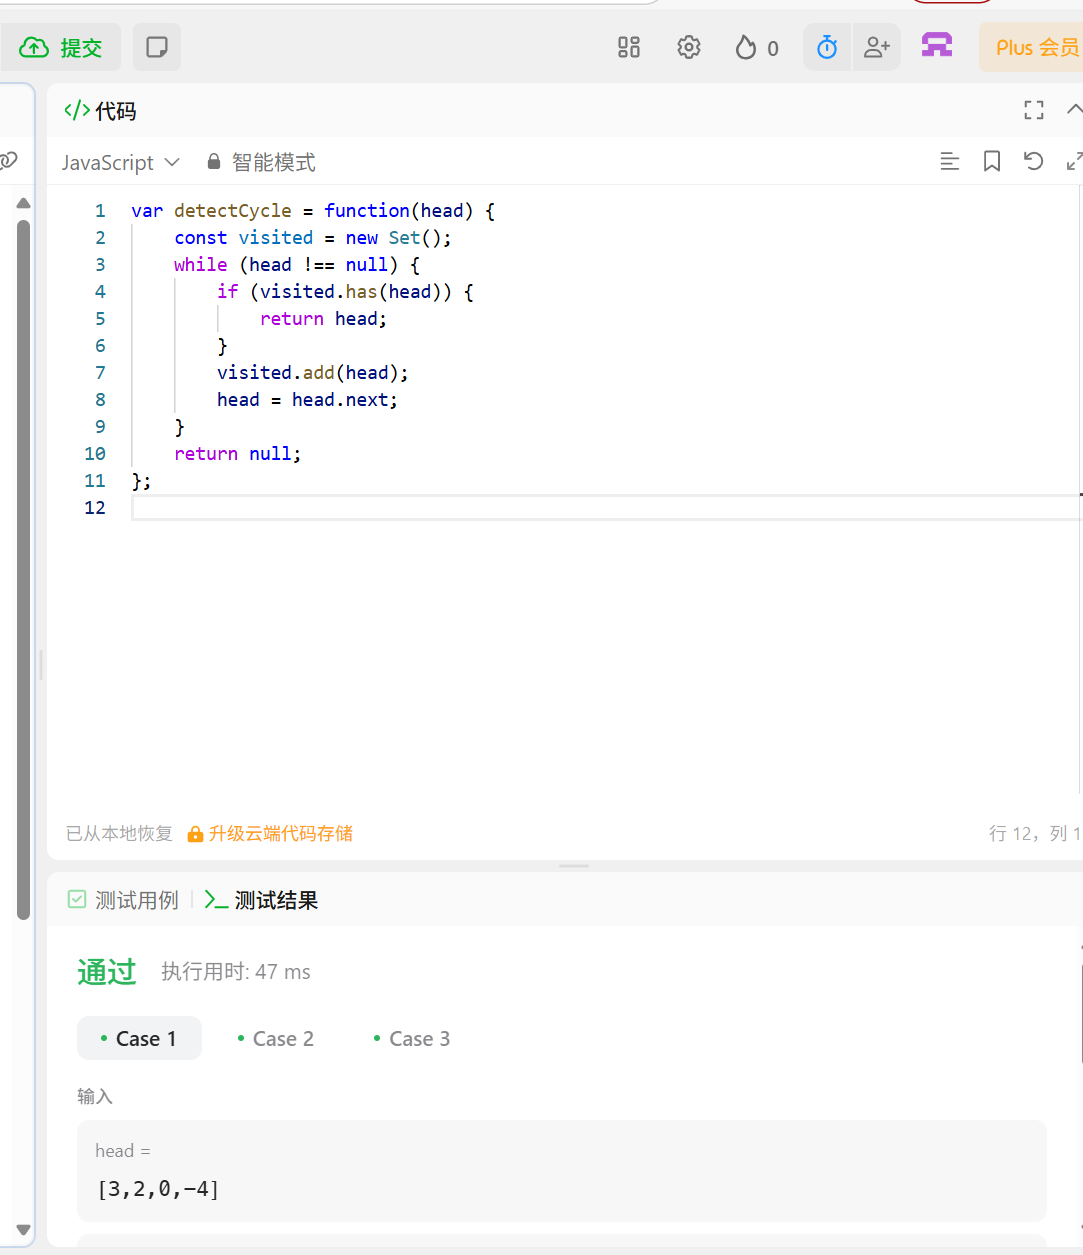 提交
0
Plus 会员
代码
JavaScript
智能模式
1 var detectCycle = function(head) {
2 const visited = new Set();
3 while (head !== null) {
4 if (visited.has(head)) {
5 return head;
6 }
7 visited.add(head);
8 head = head.next;
9 }
10 return null;
11 };
12
已从本地恢复 升级云端代码存储 行 12，列 1
测试用例 测试结果
通过 执行用时: 47 ms
Case 1 Case 2 Case 3
输入
head =
[3,2,0,-4]